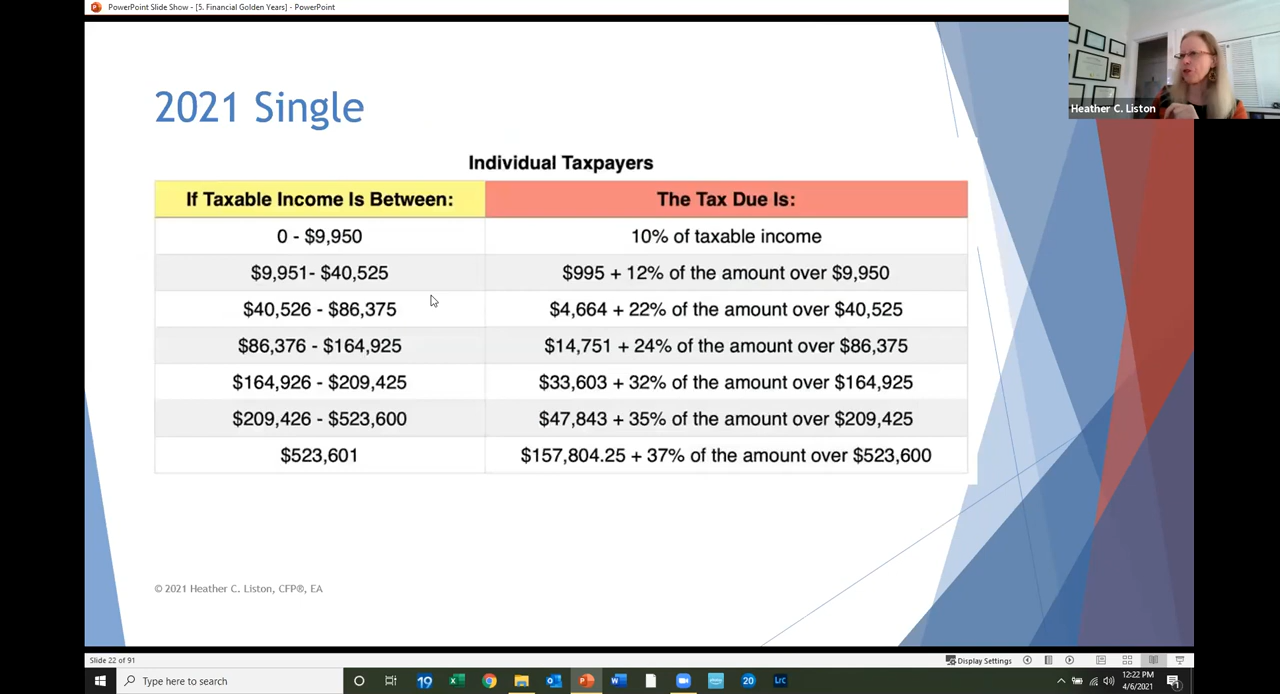 PowerPoint Slide Show - [5. Financial Golden Years] - PowerPoint
Heather C. Liston
2021 Single
Individual Taxpayers
If Taxable Income Is Between: The Tax Due Is:
0 - $9,950 10% of taxable income
$9,951- $40,525 $995 + 12% of the amount over $9,950
$40,526 - $86,375 $4,664 + 22% of the amount over $40,525
$86,376 - $164,925 $14,751 + 24% of the amount over $86,375
$164,926 - $209,425 $33,603 + 32% of the amount over $164,925
$209,426 - $523,600 $47,843 + 35% of the amount over $209,425
$523,601 $157,804.25 + 37% of the amount over $523,600
© 2021 Heather C. Liston, CFP®, EA
Slide 22 of 91 Display Settings
Type here to search 19 20 Lrc 12:22 PM
4/6/2021 1